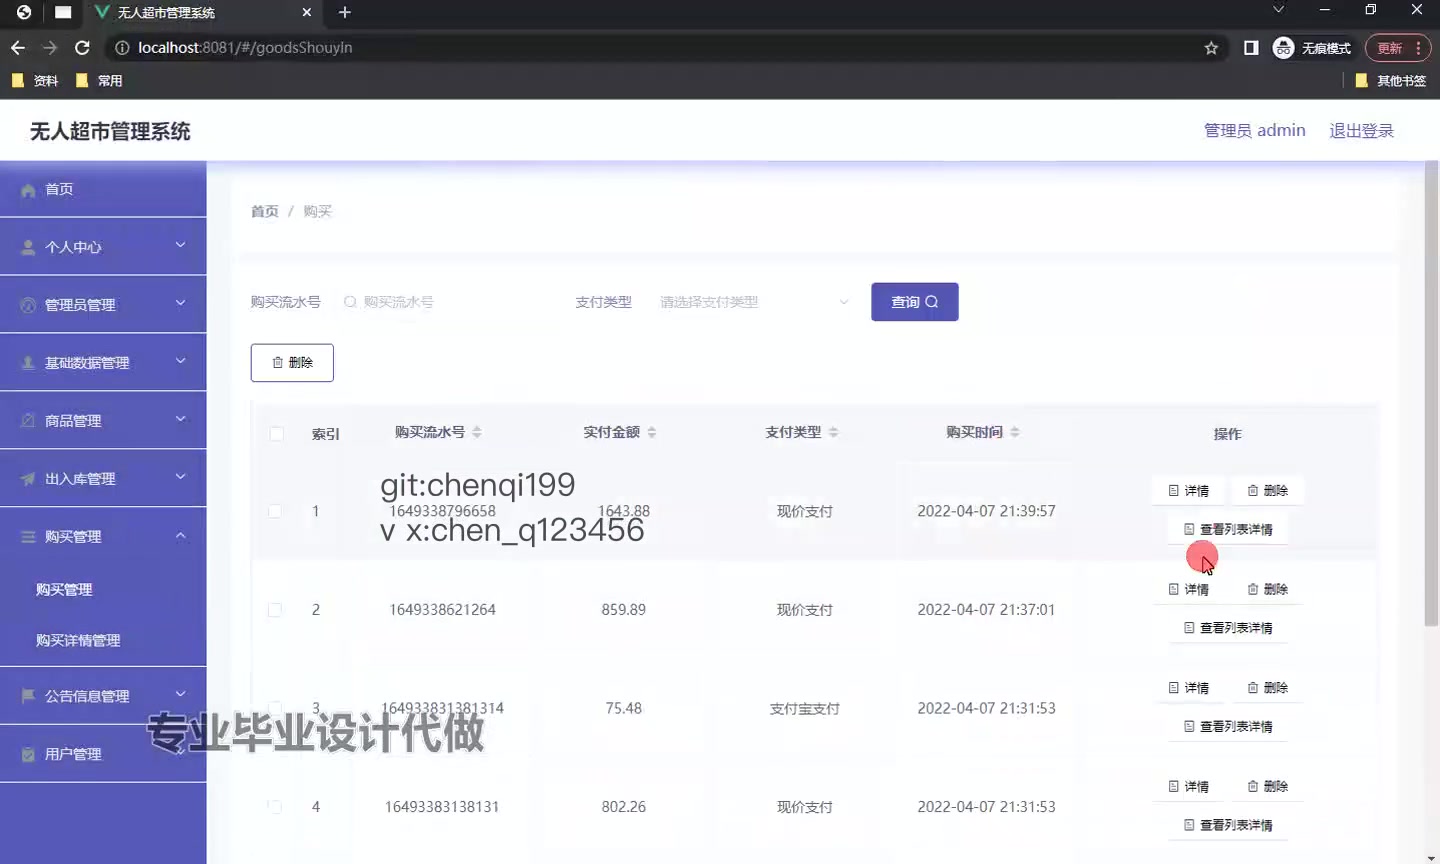 无人超市管理系统
localhost:8081/#/goodsShouyin
无痕模式
更新
资料
常用
其他书签
无人超市管理系统
管理员 admin
退出登录
首页
个人中心
管理员管理
基础数据管理
商品管理
出入库管理
购买管理
购买管理
购买详情管理
公告信息管理
用户管理
首页 / 购买
购买流水号 购买流水号 支付类型 请选择支付类型 查询
删除
索引 购买流水号 实付金额 支付类型 购买时间 操作
1 1649338796658 1643.88 现价支付 2022-04-07 21:39:57 详情 删除
查看列表详情
git:chenqi199
v x:chen_q123456
2 1649338621264 859.89 现价支付 2022-04-07 21:37:01 详情 删除
查看列表详情
3 164933831381314 75.48 支付宝支付 2022-04-07 21:31:53 详情 删除
查看列表详情
专业毕业设计代做
4 16493383138131 802.26 现价支付 2022-04-07 21:31:53 详情 删除
查看列表详情